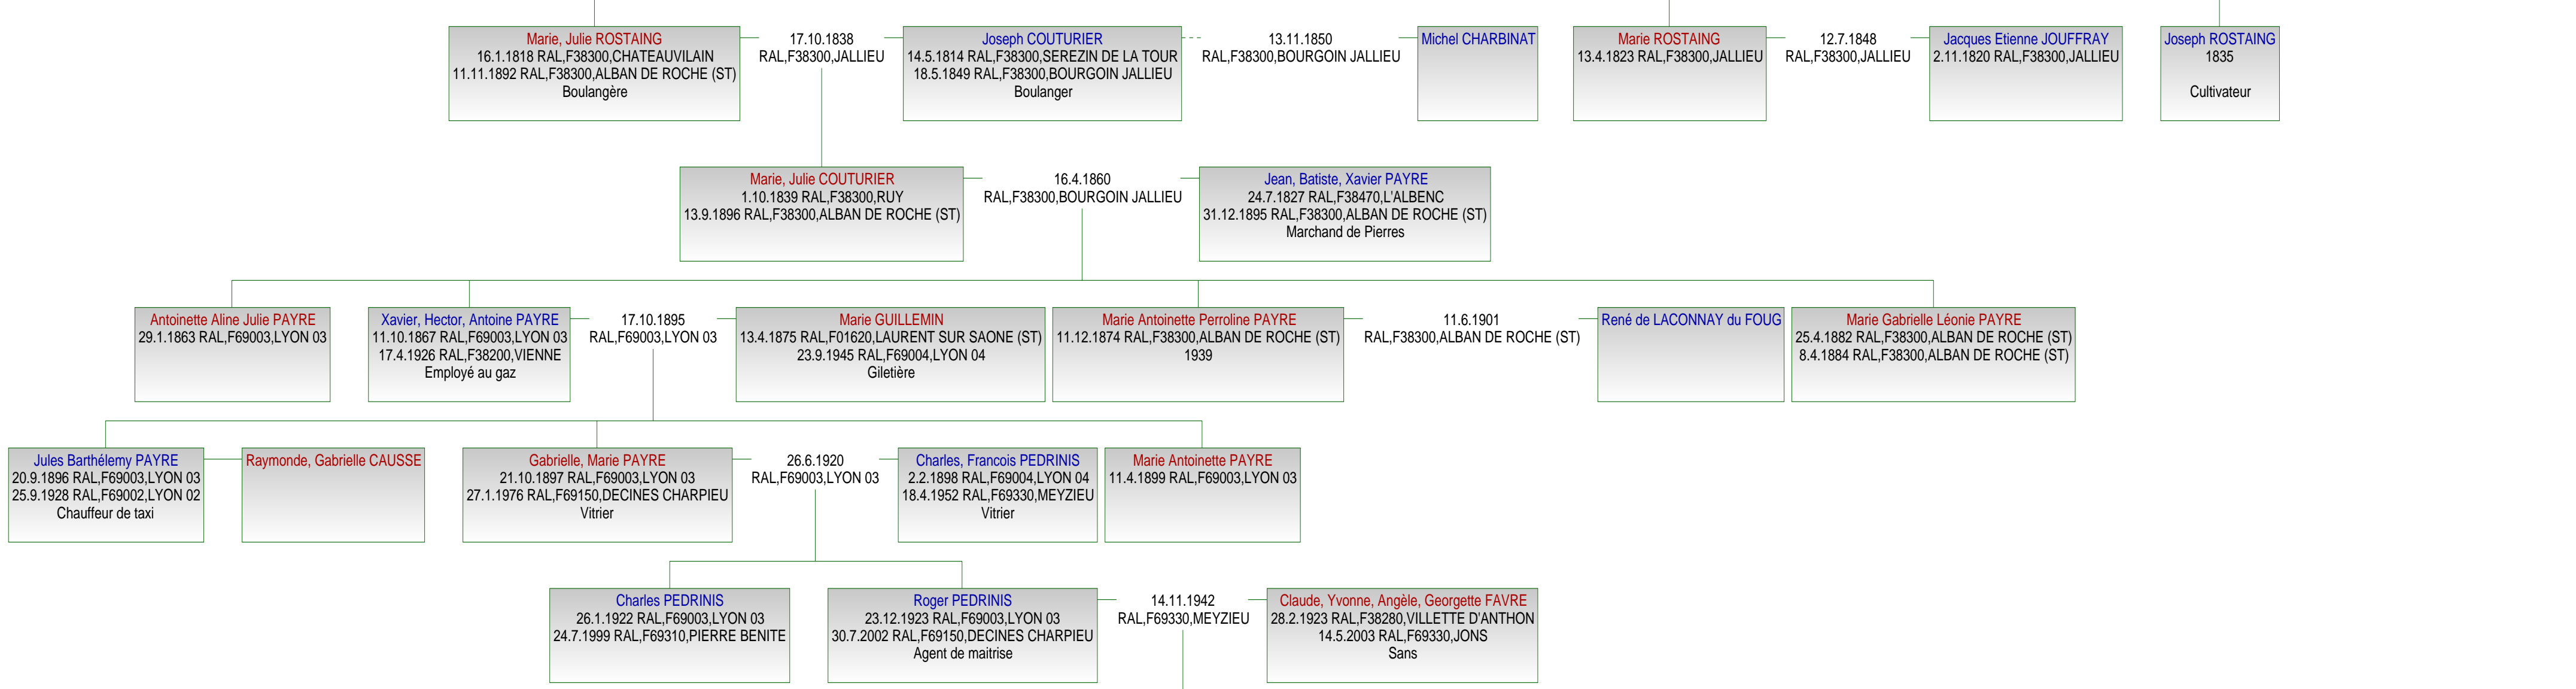 Marie, Julie ROSTAING
16.1.1818 RAL,F38300,CHATEAUVILAIN
11.11.1892 RAL,F38300,ALBAN DE ROCHE (ST)
Boulangère
17.10.1838
RAL,F38300,JALLIEU
Joseph COUTURIER
14.5.1814 RAL,F38300,SEREZIN DE LA TOUR
18.5.1849 RAL,F38300,BOURGOIN JALLIEU
Boulanger
13.11.1850
RAL,F38300,BOURGOIN JALLIEU
Michel CHARBINAT
Marie ROSTAING
13.4.1823 RAL,F38300,JALLIEU
12.7.1848
RAL,F38300,JALLIEU
Jacques Etienne JOUFFRAY
2.11.1820 RAL,F38300,JALLIEU
Joseph ROSTAING
1835
Cultivateur
Marie, Julie COUTURIER
1.10.1839 RAL,F38300,RUY
13.9.1896 RAL,F38300,ALBAN DE ROCHE (ST)
16.4.1860
RAL,F38300,BOURGOIN JALLIEU
Jean, Batiste, Xavier PAYRE
24.7.1827 RAL,F38470,L'ALBENC
31.12.1895 RAL,F38300,ALBAN DE ROCHE (ST)
Marchand de Pierres
Antoinette Aline Julie PAYRE
29.1.1863 RAL,F69003,LYON 03
Xavier, Hector, Antoine PAYRE
11.10.1867 RAL,F69003,LYON 03
17.4.1926 RAL,F38200,VIENNE
Employé au gaz
17.10.1895
RAL,F69003,LYON 03
Marie GUILLEMIN
13.4.1875 RAL,F01620,LAURENT SUR SAONE (ST)
23.9.1945 RAL,F69004,LYON 04
Giletière
Marie Antoinette Perroline PAYRE
11.12.1874 RAL,F38300,ALBAN DE ROCHE (ST)
1939
11.6.1901
RAL,F38300,ALBAN DE ROCHE (ST)
René de LACONNAY du FOUG
Marie Gabrielle Léonie PAYRE
25.4.1882 RAL,F38300,ALBAN DE ROCHE (ST)
8.4.1884 RAL,F38300,ALBAN DE ROCHE (ST)
Jules Barthélemy PAYRE
20.9.1896 RAL,F69003,LYON 03
25.9.1928 RAL,F69002,LYON 02
Chauffeur de taxi
Raymonde, Gabrielle CAUSSE
Gabrielle, Marie PAYRE
21.10.1897 RAL,F69003,LYON 03
27.1.1976 RAL,F69150,DECINES CHARPIEU
Vitrier
26.6.1920
RAL,F69003,LYON 03
Charles, Francois PEDRINIS
2.2.1898 RAL,F69004,LYON 04
18.4.1952 RAL,F69330,MEYZIEU
Vitrier
Marie Antoinette PAYRE
11.4.1899 RAL,F69003,LYON 03
Charles PEDRINIS
26.1.1922 RAL,F69003,LYON 03
24.7.1999 RAL,F69310,PIERRE BENITE
Roger PEDRINIS
23.12.1923 RAL,F69003,LYON 03
30.7.2002 RAL,F69150,DECINES CHARPIEU
Agent de maitrise
14.11.1942
RAL,F69330,MEYZIEU
Claude, Yvonne, Angèle, Georgette FAVRE
28.2.1923 RAL,F38280,VILLETTE D'ANTHON
14.5.2003 RAL,F69330,JONS
Sans